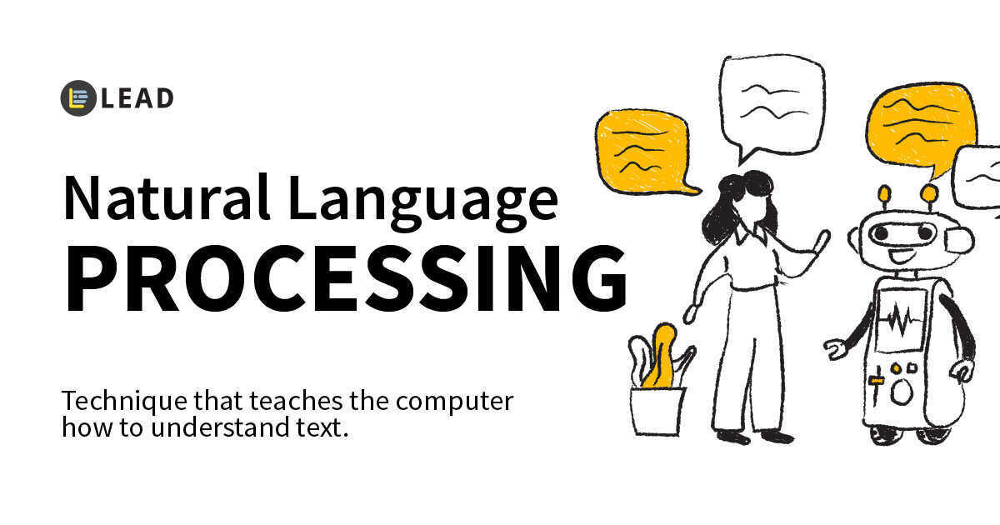 LEAD
Natural Language
PROCESSING
Technique that teaches the computer
how to understand text.